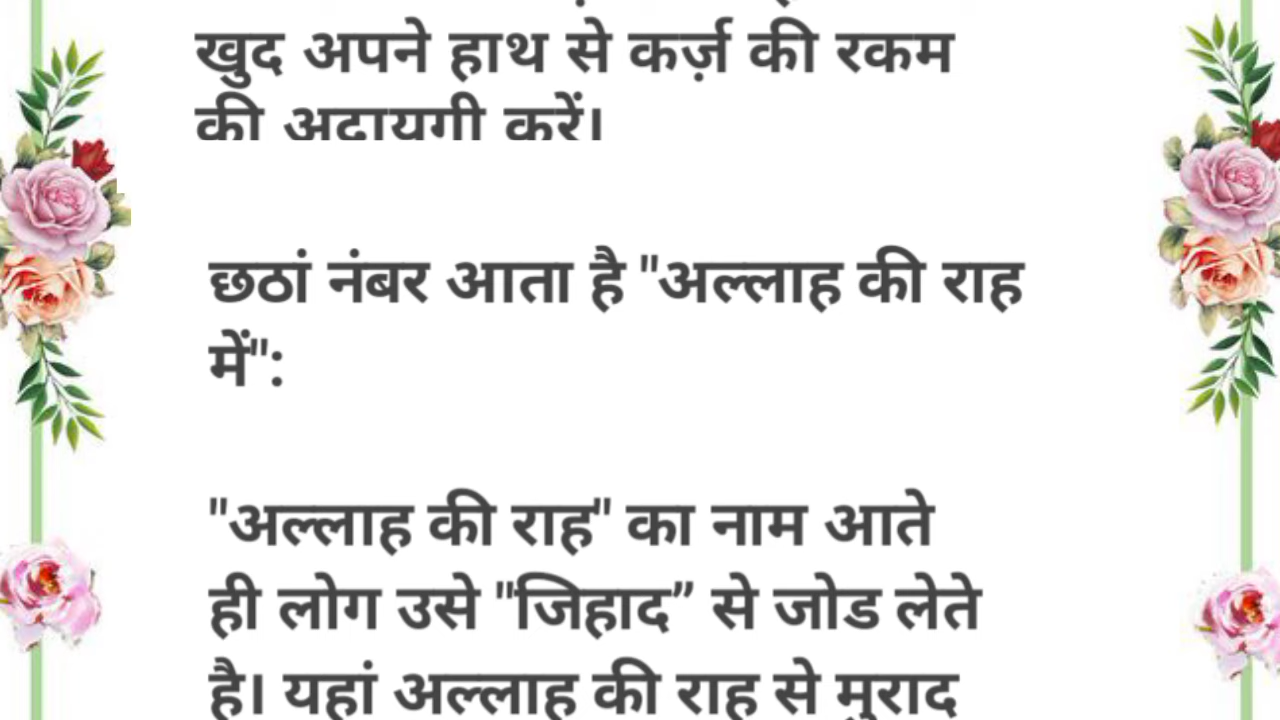 खुद अपने हाथ से कर्ज़ की रकम
की अदायगी करें।
छठां नंबर आता है "अल्लाह की राह
में":
"अल्लाह की राह" का नाम आते
ही लोग उसे "जिहाद” से जोड लेते
है। यहां अल्लाह की राह से मुराद